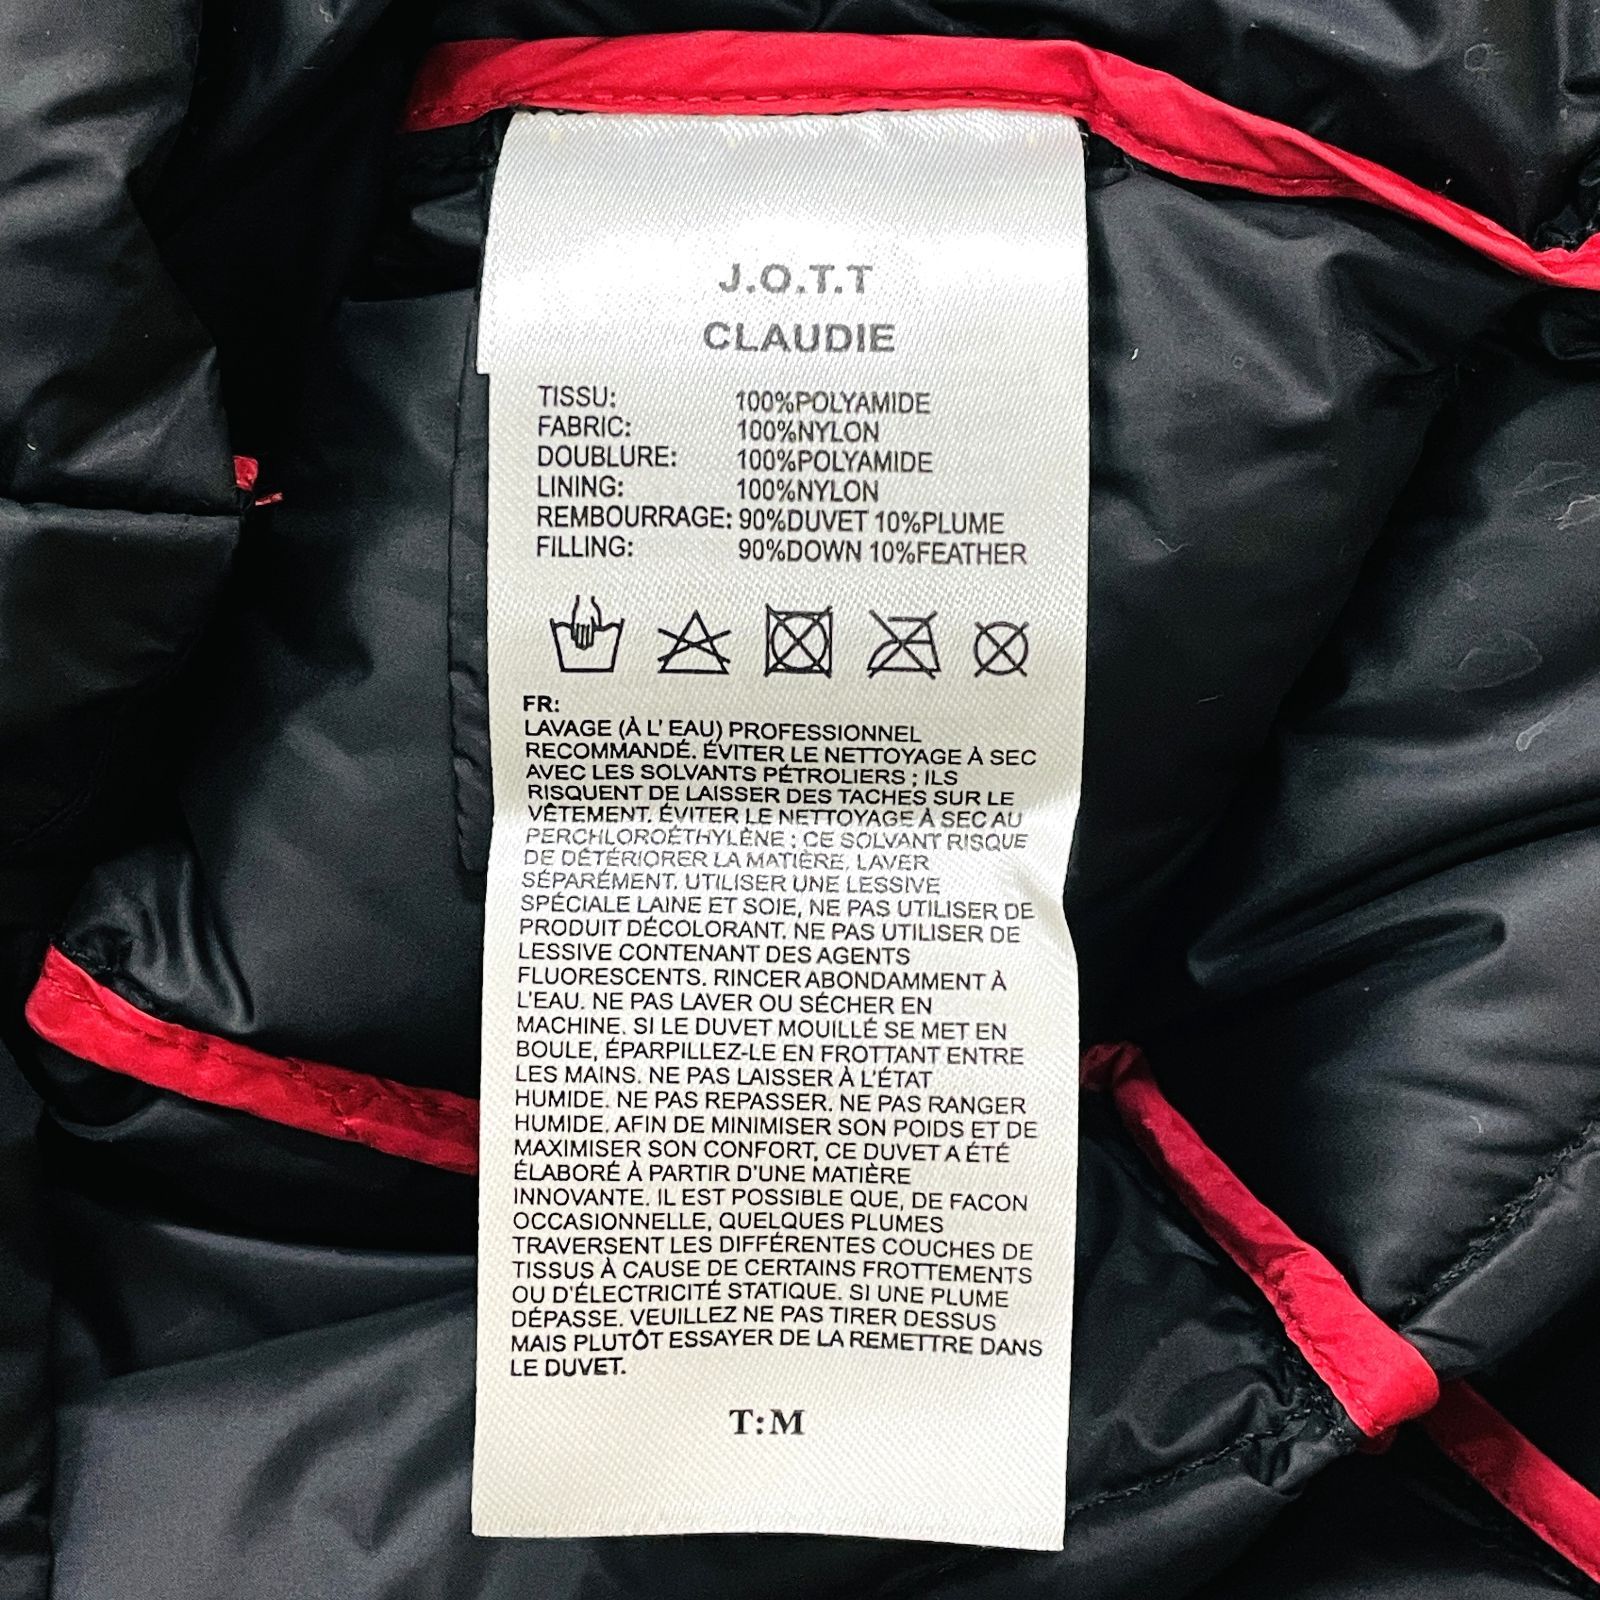 J.O.T.T
CLAUDIE
TISSU: 100%POLYAMIDE
FABRIC: 100%NYLON
DOUBLURE: 100%POLYAMIDE
LINING: 100%NYLON
REMBOURRAGE: 90%DUVET 10%PLUME
FILLING: 90%DOWN 10%FEATHER
FR:
LAVAGE (À L' EAU) PROFESSIONNEL
RECOMMANDÉ. ÉVITER LE NETTOYAGE À SEC
AVEC LES SOLVANTS PÉTROLIERS ; ILS
RISQUENT DE LAISSER DES TACHES SUR LE
VÊTEMENT. ÉVITER LE NETTOYAGE À SEC AU
PERCHLOROÉTHYLÈNE ; CE SOLVANT RISQUE
DE DÉTÉRIORER LA MATIÈRE. LAVER
SÉPARÉMENT. UTILISER UNE LESSIVE
SPÉCIALE LAINE ET SOIE, NE PAS UTILISER DE
PRODUIT DÉCOLORANT. NE PAS UTILISER DE
LESSIVE CONTENANT DES AGENTS
FLUORESCENTS. RINCER ABONDAMMENT À
L'EAU. NE PAS LAVER OU SÉCHER EN
MACHINE. SI LE DUVET MOUILLÉ SE MET EN
BOULE, ÉPARPILLEZ-LE EN FROTTANT ENTRE
LES MAINS. NE PAS LAISSER À L'ÉTAT
HUMIDE. NE PAS REPASSER. NE PAS RANGER
HUMIDE. AFIN DE MINIMISER SON POIDS ET DE
MAXIMISER SON CONFORT, CE DUVET A ÉTÉ
ÉLABORÉ À PARTIR D'UNE MATIÈRE
INNOVANTE. IL EST POSSIBLE QUE, DE FACON
OCCASIONNELLE, QUELQUES PLUMES
TRAVERSENT LES DIFFÉRENTES COUCHES DE
TISSUS À CAUSE DE CERTAINS FROTTEMENTS
OU D'ÉLECTRICITÉ STATIQUE. SI UNE PLUME
DÉPASSE. VEUILLEZ NE PAS TIRER DESSUS
MAIS PLUTÔT ESSAYER DE LA REMETTRE DANS
LE DUVET.
T:M